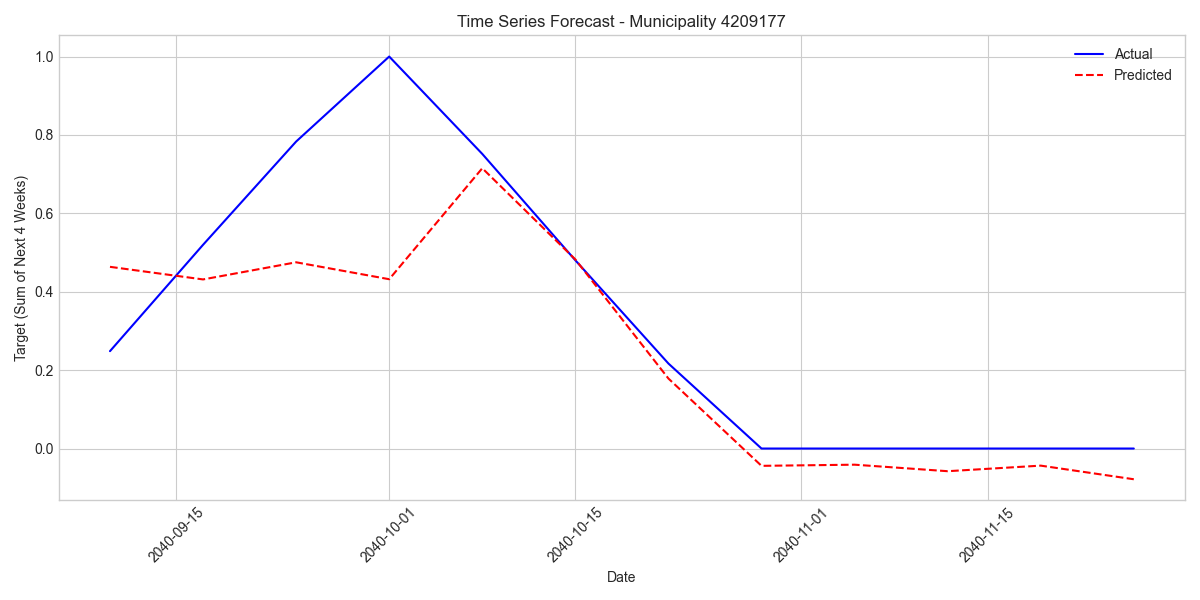 Time Series Forecast - Municipality 4209177
Actual
Predicted
Target (Sum of Next 4 Weeks)
1.0
0.8
0.6
0.4
0.2
0.0
2040-09-15
2040-10-01
2040-10-15
2040-11-01
2040-11-15
Date